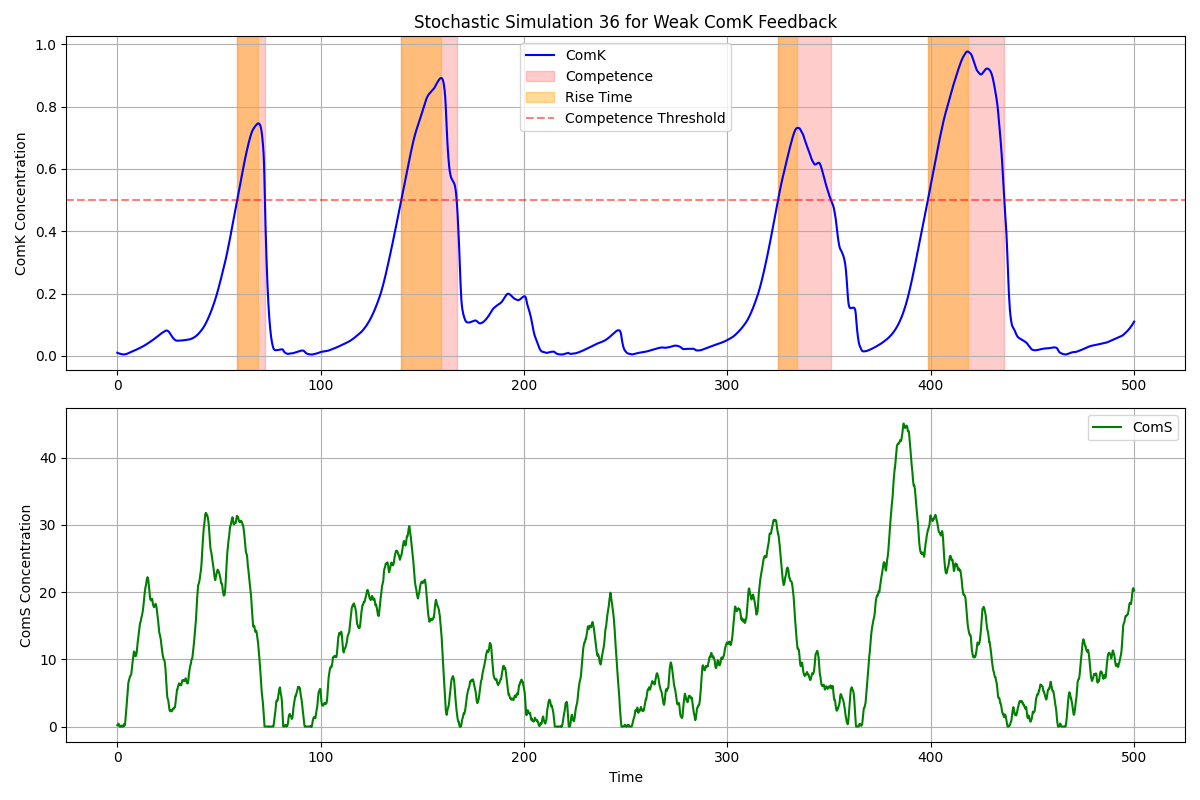 Stochastic Simulation 36 for Weak ComK Feedback
ComK Concentration
1.0
0.8
0.6
0.4
0.2
0.0
ComK
Competence
Rise Time
Competence Threshold
0 100 200 300 400 500
ComS Concentration
40
30
20
10
0
ComS
0 100 200 300 400 500
Time